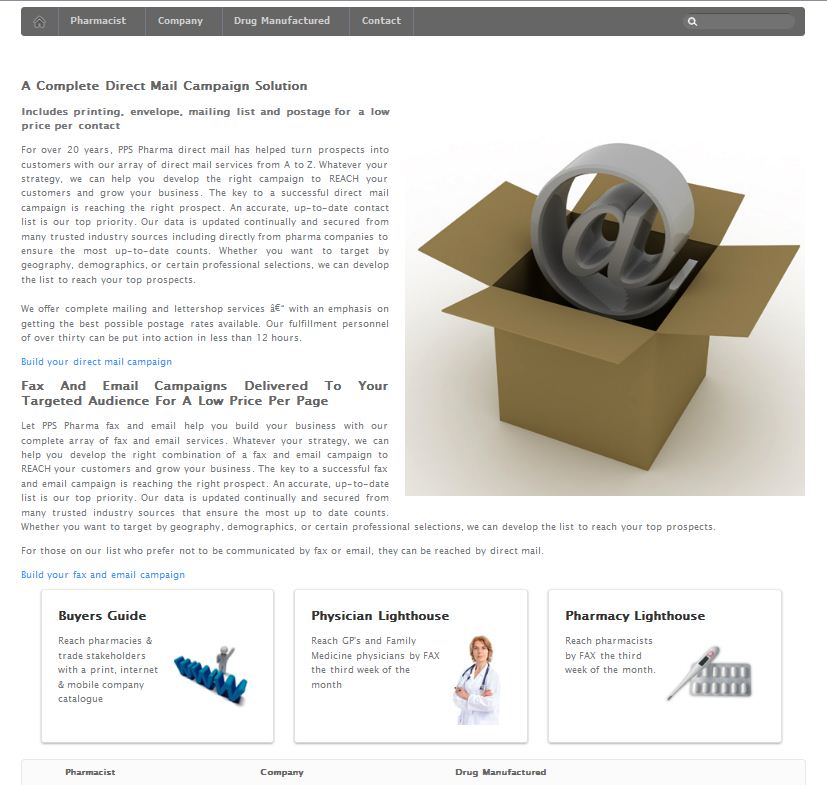 Pharmacist Company Drug Manufactured Contact
A Complete Direct Mail Campaign Solution
Includes printing, envelope, mailing list and postage for a low
price per contact
For over 20 years, PPS Pharma direct mail has helped turn prospects into
customers with our array of direct mail services from A to Z. Whatever your
strategy, we can help you develop the right campaign to REACH your
customers and grow your business. The key to a successful direct mail
campaign is reaching the right prospect. An accurate, up-to-date contact
list is our top priority. Our data is updated continually and secured from
many trusted industry sources including directly from pharma companies to
ensure the most up-to-date counts. Whether you want to target by
geography, demographics, or certain professional selections, we can develop
the list to reach your top prospects.
We offer complete mailing and lettershop services â€“ with an emphasis on
getting the best possible postage rates available. Our fulfillment personnel
of over thirty can be put into action in less than 12 hours.
Build your direct mail campaign
Fax And Email Campaigns Delivered To Your
Targeted Audience For A Low Price Per Page
Let PPS Pharma fax and email help you build your business with our
complete array of fax and email services. Whatever your strategy, we can
help you develop the right combination of a fax and email campaign to
REACH your customers and grow your business. The key to a successful fax
and email campaign is reaching the right prospect. An accurate, up-to-date
list is our top priority. Our data is updated continually and secured from
many trusted industry sources that ensure the most up to date counts.
Whether you want to target by geography, demographics, or certain professional selections, we can develop the list to reach your top prospects.
For those on our list who prefer not to be communicated by fax or email, they can be reached by direct mail.
Build your fax and email campaign
Buyers Guide
Reach pharmacies &
trade stakeholders
with a print, internet
& mobile company
catalogue
WWW
Physician Lighthouse
Reach GP's and Family
Medicine physicians by FAX
the third week of the
month
Pharmacy Lighthouse
Reach pharmacists
by FAX the third
week of the month.
Pharmacist Company Drug Manufactured